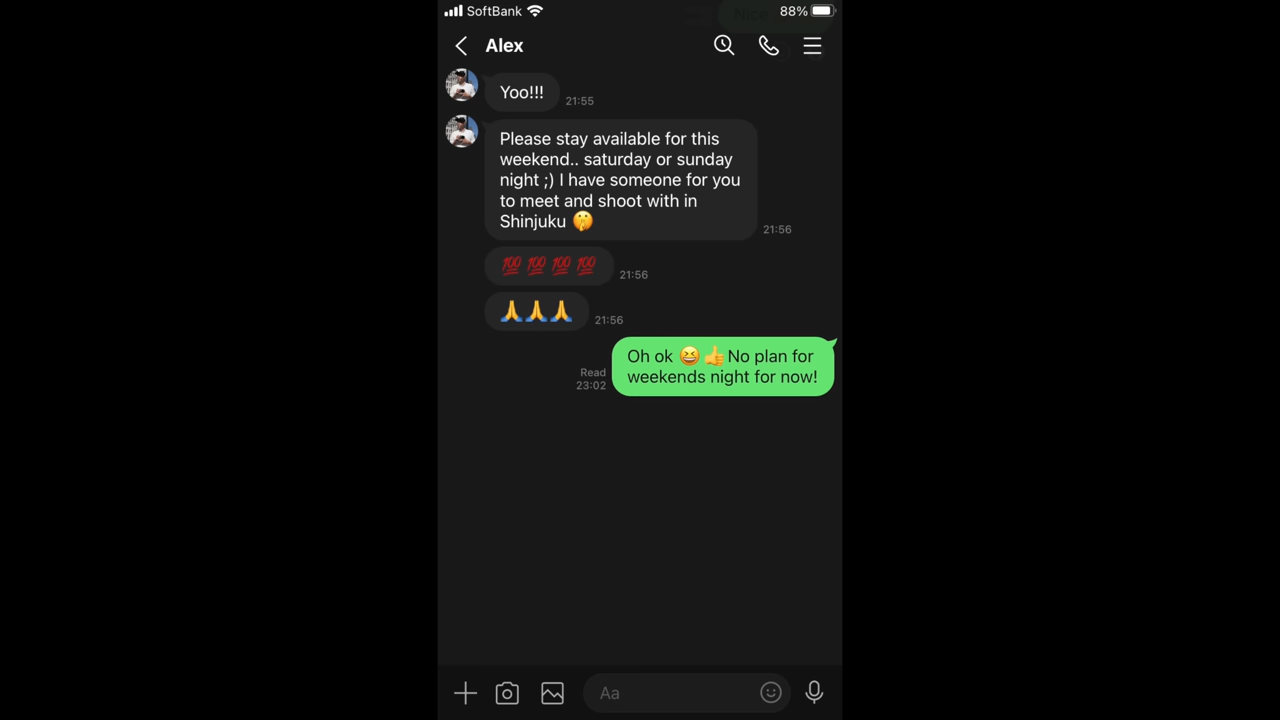 SoftBank 88%
Alex
Yoo!!!
21:55
Please stay available for this
weekend.. saturday or sunday
night ;) I have someone for you
to meet and shoot with in
Shinjuku 🤫
21:56
💯💯💯💯
21:56
🙏🙏🙏
21:56
Oh ok 😆👍No plan for
weekends night for now!
Read
23:02
Aa